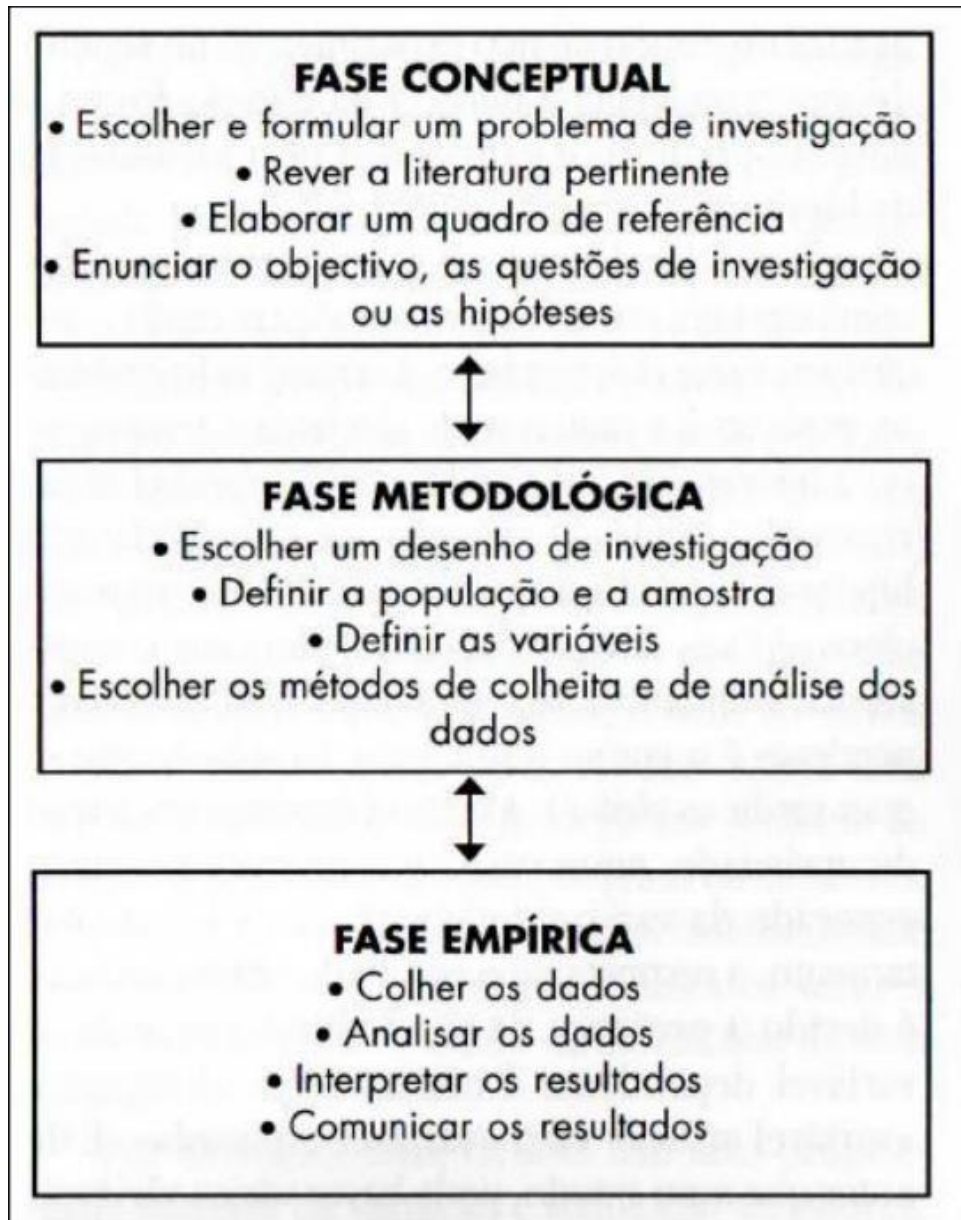 FASE CONCEPTUAL
• Escolher e formular um problema de investigação
• Rever a literatura pertinente
• Elaborar um quadro de referência
• Enunciar o objectivo, as questões de investigação
ou as hipóteses
FASE METODOLÓGICA
• Escolher um desenho de investigação
• Definir a população e a amostra
• Definir as variáveis
• Escolher os métodos de colheita e de análise dos
dados
FASE EMPÍRICA
• Colher os dados
• Analisar os dados
• Interpretar os resultados
• Comunicar os resultados